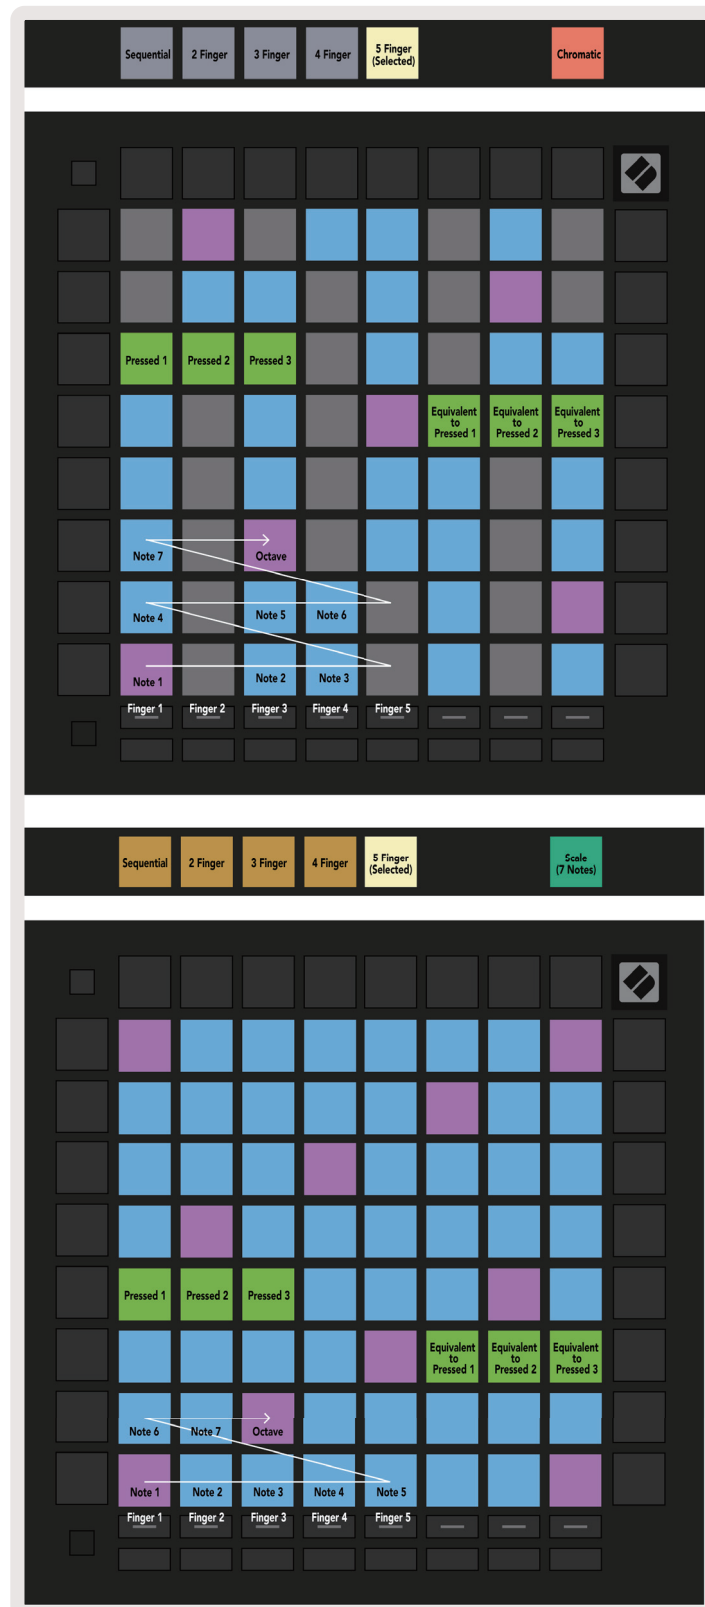 Sequential
2 Finger
3 Finger
4 Finger
5 Finger
(Selected)
Chromatic
Pressed 1
Pressed 2
Pressed 3
Equivalent
to
Pressed 1
Equivalent
to
Pressed 2
Equivalent
to
Pressed 3
Note 7
Octave
Note 4
Note 5
Note 6
Note 1
Note 2
Note 3
Finger 1
Finger 2
Finger 3
Finger 4
Finger 5
Sequential
2 Finger
3 Finger
4 Finger
5 Finger
(Selected)
Scale
(7 Notes)
Pressed 1
Pressed 2
Pressed 3
Equivalent
to
Pressed 1
Equivalent
to
Pressed 2
Equivalent
to
Pressed 3
Note 6
Note 7
Octave
Note 1
Note 2
Note 3
Note 4
Note 5
Finger 1
Finger 2
Finger 3
Finger 4
Finger 5